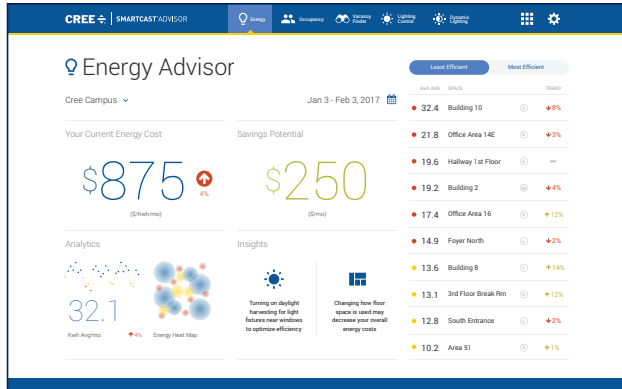 CREE ÷ SMARTCAST ADVISOR
Energy
Occupancy
Vacancy
Finder
Lighting
Control
Dynamic
Lighting
Energy Advisor
Cree Campus
Jan 3 - Feb 3, 2017
Your Current Energy Cost
$875
4%
($/Kwh/mo)
Savings Potential
$250
($/mo)
Analytics
32.1
Kwh Avg/mo
4%
Energy Heat Map
Insights
Turning on daylight
harvesting for light
fixtures near windows
to optimize efficiency
Changing how floor
space is used may
decrease your overall
energy costs
Least Efficient
Most Efficient
Kwh AVG SPACE TREND
32.4 Building 10 S 8%
21.8 Office Area 14E S 3%
19.6 Hallway 1st Floor S –
19.2 Building 2 M 4%
17.4 Office Area 16 S 12%
14.9 Foyer North L 2%
13.6 Building 8 L 14%
13.1 3rd Floor Break Rm 12%
12.8 South Entrance L 2%
10.2 Area 51 L 1%